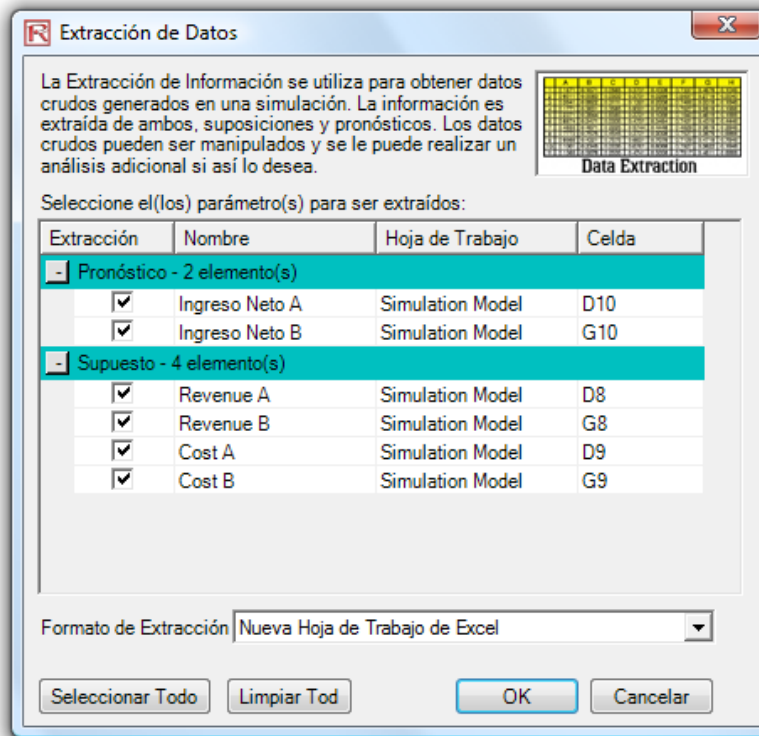 Extracción de Datos
La Extracción de Información se utiliza para obtener datos
crudos generados en una simulación. La información es
extraída de ambos, suposiciones y pronósticos. Los datos
crudos pueden ser manipulados y se le puede realizar un
análisis adicional si así lo desea.
Data Extraction
Seleccione el(los) parámetro(s) para ser extraídos:
Extracción Nombre Hoja de Trabajo Celda
Pronóstico - 2 elemento(s)
Ingreso Neto A Simulation Model D10
Ingreso Neto B Simulation Model G10
Supuesto - 4 elemento(s)
Revenue A Simulation Model D8
Revenue B Simulation Model G8
Cost A Simulation Model D9
Cost B Simulation Model G9
Formato de Extracción Nueva Hoja de Trabajo de Excel
Seleccionar Todo Limpiar Tod OK Cancelar